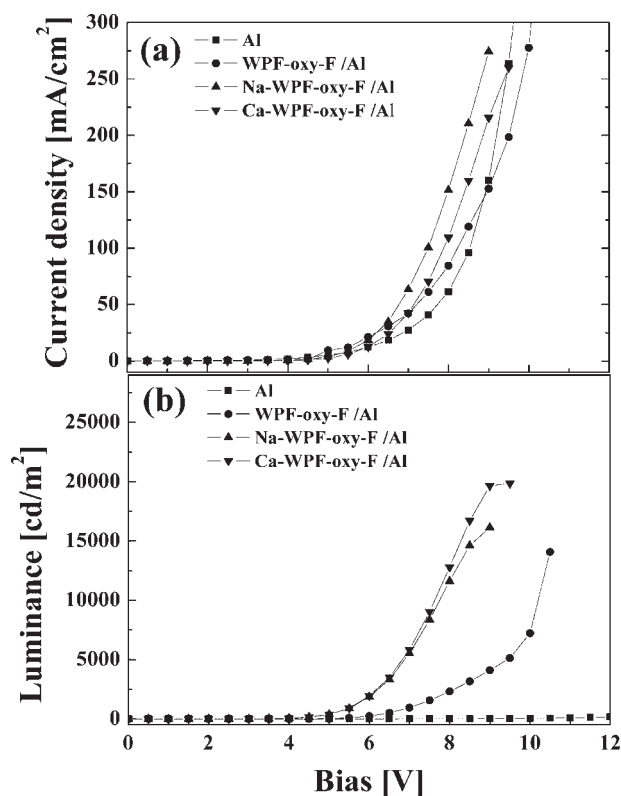 (a)
Al
WPF-oxy-F /Al
Na-WPF-oxy-F /Al
Ca-WPF-oxy-F /Al
Current density [mA/cm²]
300
250
200
150
100
50
0
(b)
Al
WPF-oxy-F /Al
Na-WPF-oxy-F /Al
Ca-WPF-oxy-F /Al
Luminance [cd/m²]
25000
20000
15000
10000
5000
0
0 2 4 6 8 10 12
Bias [V]